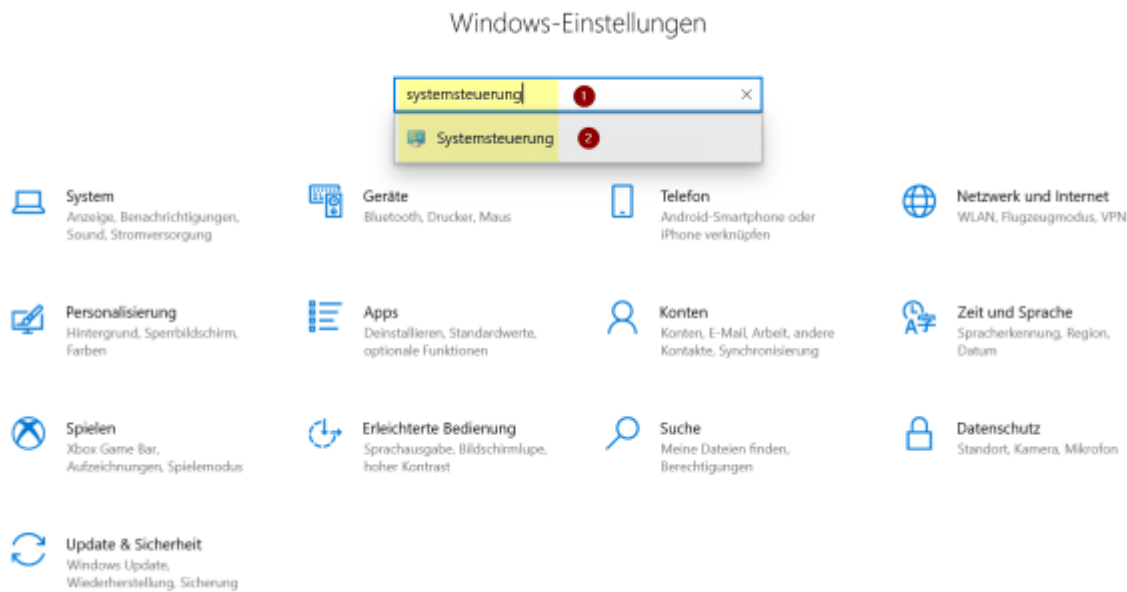 Windows-Einstellungen
systemsteuerung 1
Systemsteuerung 2
System
Anzeige, Benachrichtigungen,
Sound, Stromversorgung
Geräte
Bluetooth, Drucker, Maus
Telefon
Android-Smartphone oder
iPhone verknüpfen
Netzwerk und Internet
WLAN, Flugzeugmodus, VPN
Personalisierung
Hintergrund, Sperrbildschirm,
Farben
Apps
Deinstallieren, Standardwerte,
optionale Funktionen
Konten
Konten, E-Mail, Arbeit, andere
Kontakte, Synchronisierung
Zeit und Sprache
Spracherkennung, Region,
Datum
Spielen
Xbox Game Bar,
Aufzeichnungen, Spielemodus
Erleichterte Bedienung
Sprachausgabe, Bildschirmlupe,
hoher Kontrast
Suche
Meine Dateien finden,
Berechtigungen
Datenschutz
Standort, Kamera, Mikrofon
Update & Sicherheit
Windows Update,
Wiederherstellung, Sicherung